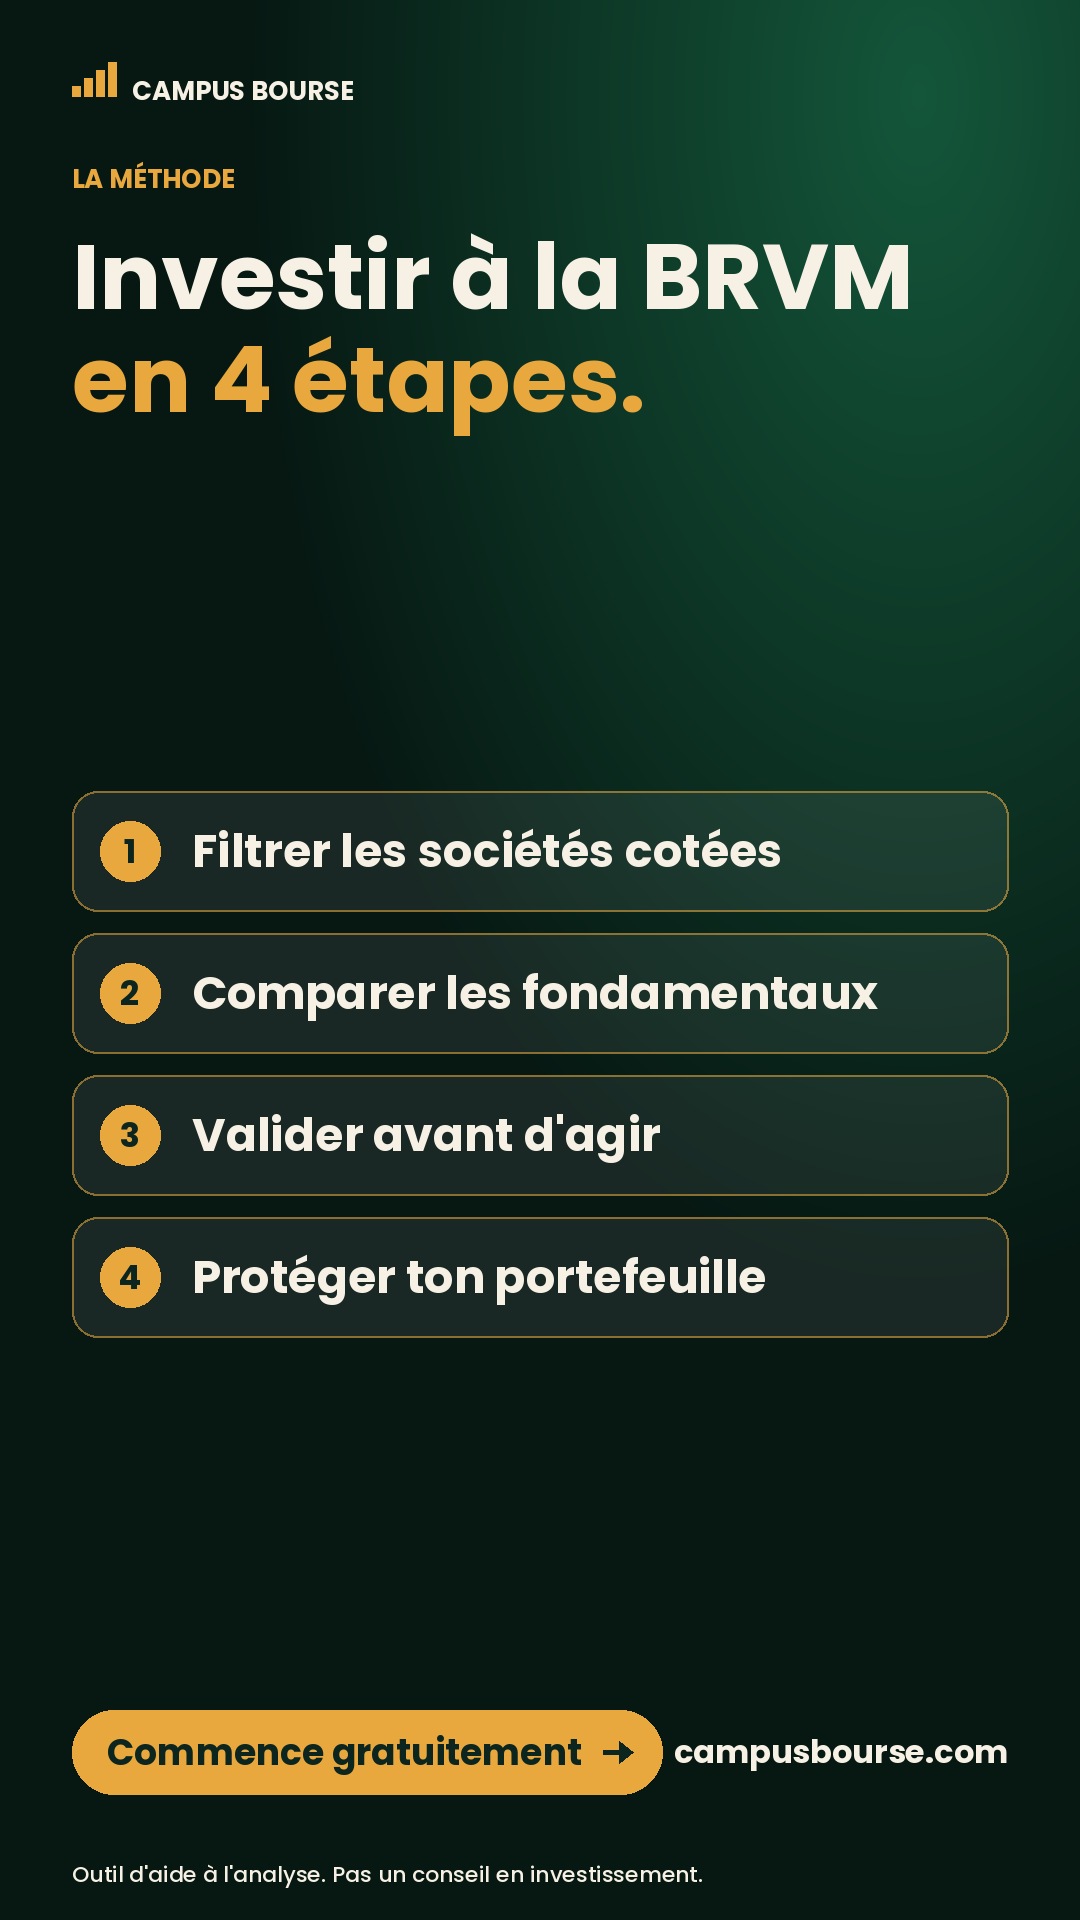 CAMPUS BOURSE
LA MÉTHODE
Investir à la BRVM
en 4 étapes.
1 Filtrer les sociétés cotées
2 Comparer les fondamentaux
3 Valider avant d'agir
4 Protéger ton portefeuille
Commence gratuitement → campusbourse.com
Outil d'aide à l'analyse. Pas un conseil en investissement.